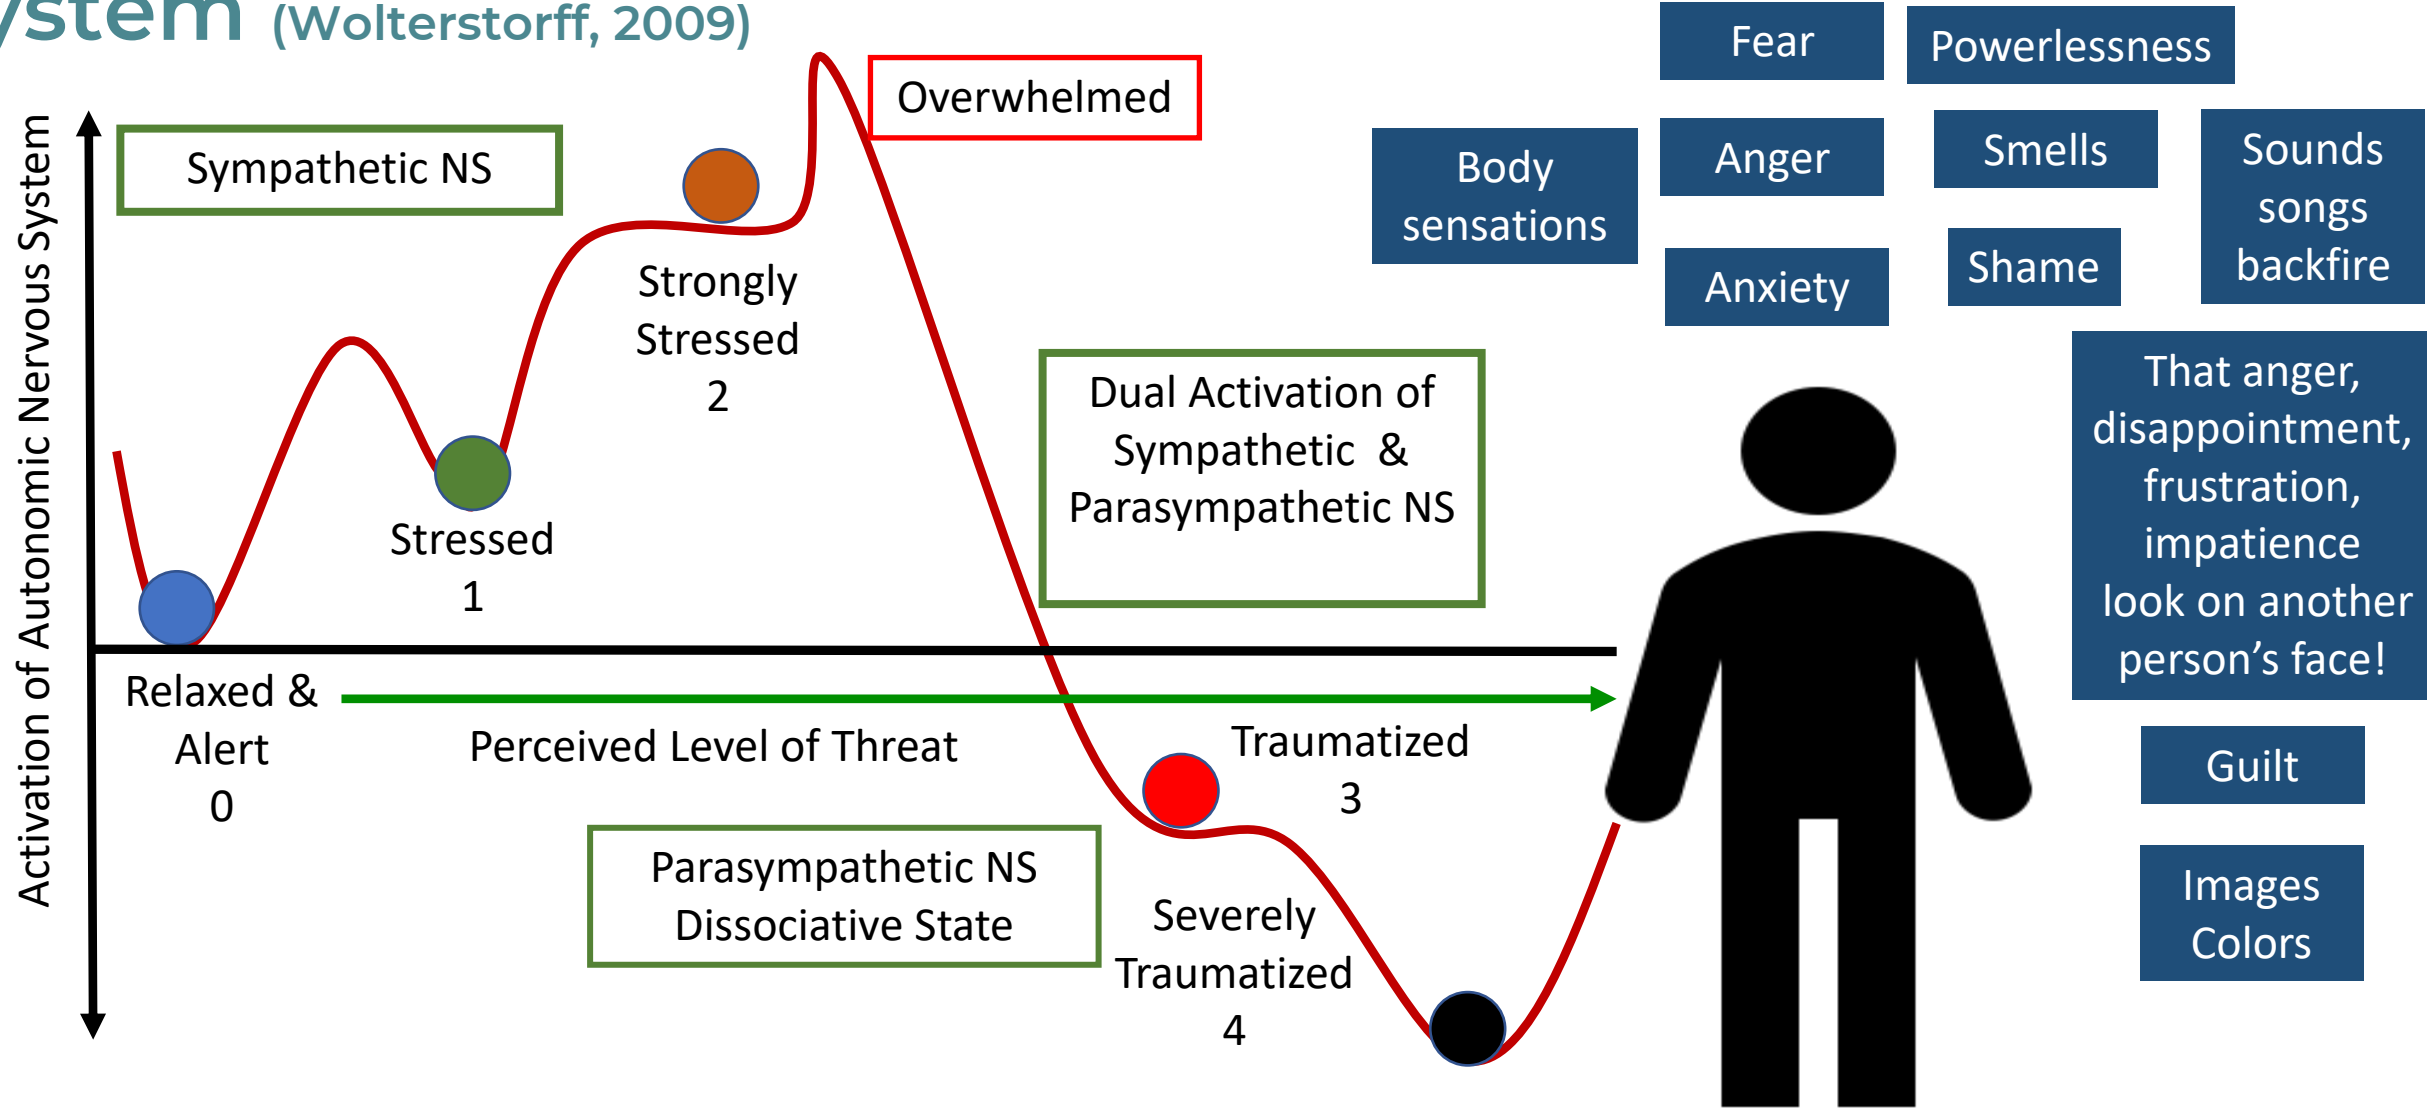 (Wolterstorff, 2009)
Activation of Autonomic Nervous System
Sympathetic NS
Overwhelmed
Strongly
Stressed
2
Stressed
1
Relaxed &
Alert
0
Perceived Level of Threat
Dual Activation of
Sympathetic &
Parasympathetic NS
Traumatized
3
Parasympathetic NS
Dissociative State
Severely
Traumatized
4
Fear
Powerlessness
Body
sensations
Anger
Smells
Sounds
songs
backfire
Anxiety
Shame
That anger,
disappointment,
frustration,
impatience
look on another
person’s face!
Guilt
Images
Colors